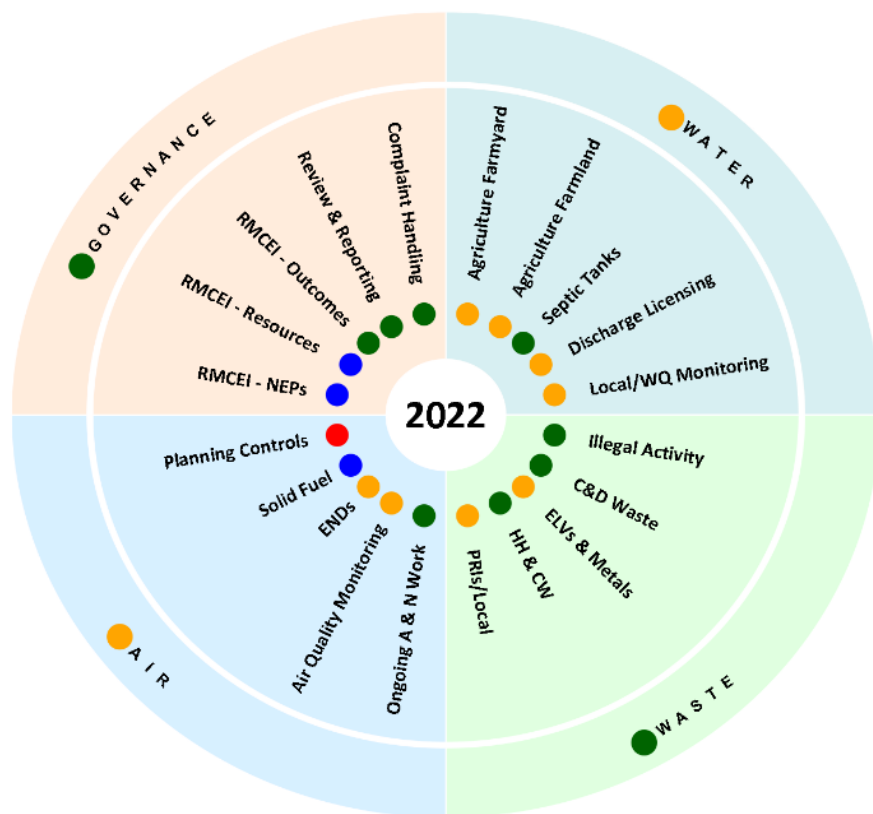 GOVERNANCE
Complaint Handling
Review & Reporting
RMCEI - Outcomes
RMCEI - Resources
RMCEI - NEPs
WATER
Agriculture Farmyard
Agriculture Farmland
Septic Tanks
Discharge Licensing
Local/WQ Monitoring
2022
Planning Controls
Solid Fuel
ENDs
Air Quality Monitoring
Ongoing A & N Work
AIR
Illegal Activity
C&D Waste
ELVs & Metals
HH & CW
PRIs/Local
WASTE